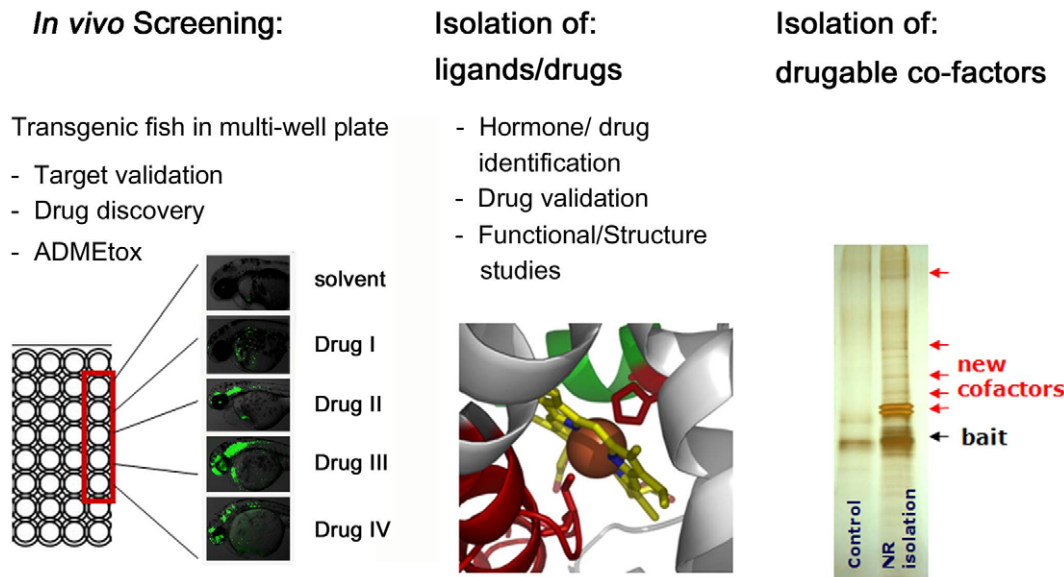 In vivo Screening:
Transgenic fish in multi-well plate
- Target validation
- Drug discovery
- ADMEtox
solvent
Drug I
Drug II
Drug III
Drug IV
Isolation of:
ligands/drugs
- Hormone/ drug
identification
- Drug validation
- Functional/Structure
studies
Isolation of:
drugable co-factors
new
cofactors
bait
Control
NR
isolation